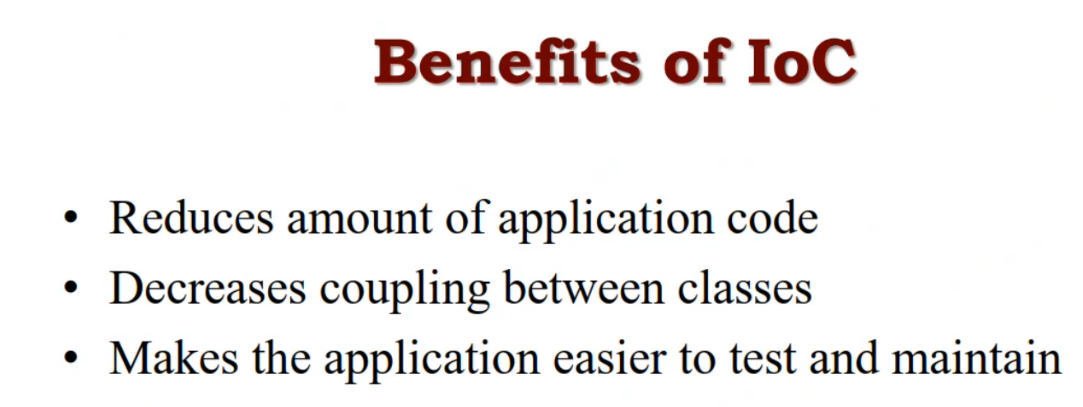 Benefits of IoC
• Reduces amount of application code
• Decreases coupling between classes
• Makes the application easier to test and maintain